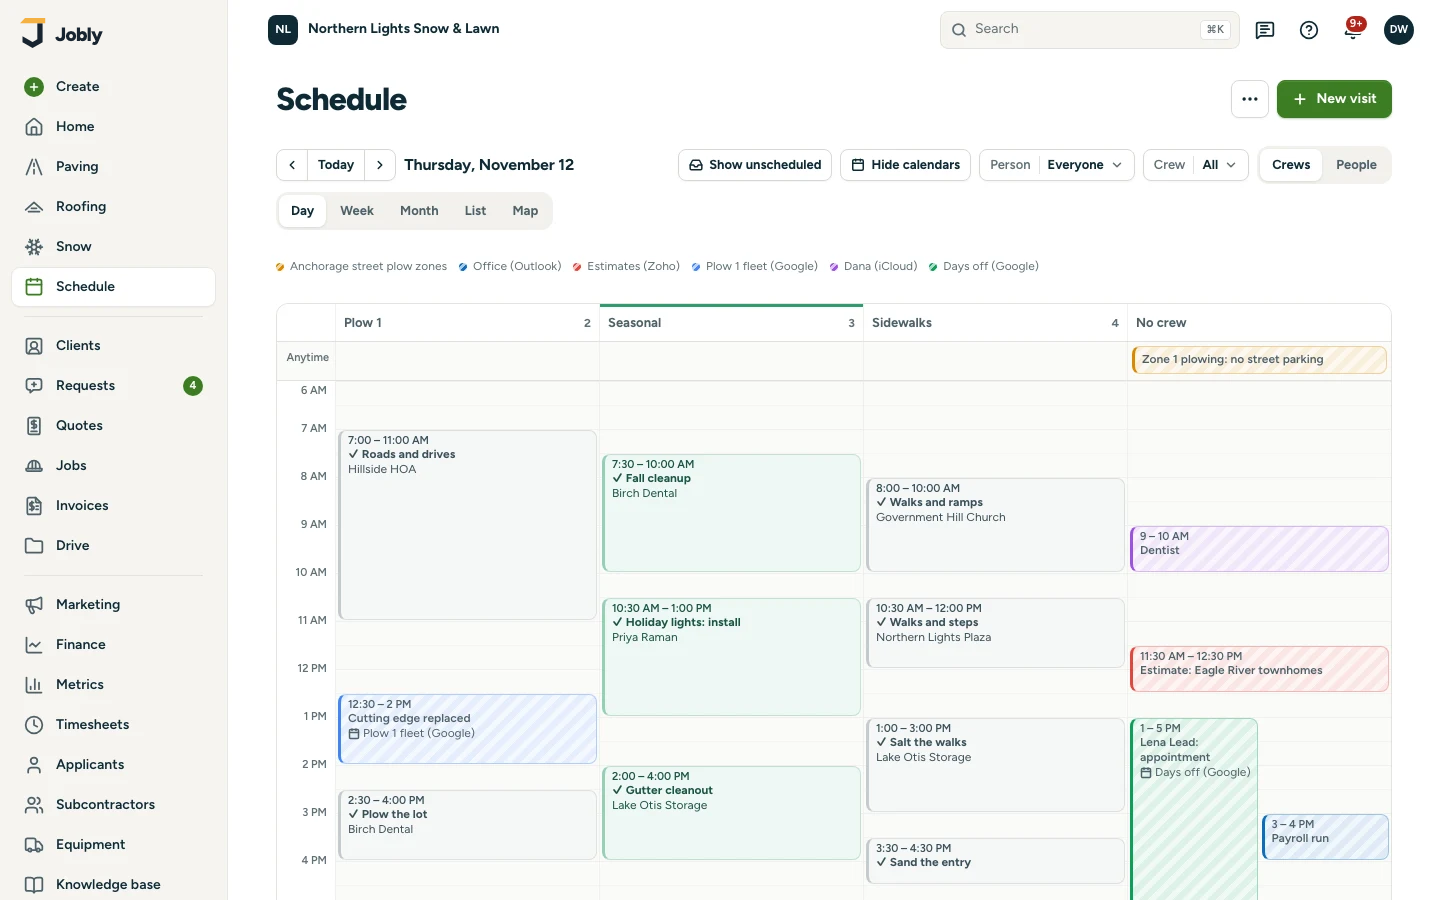 Jobly
NL
Northern Lights Snow & Lawn
Search
⌘K
9+
DW
Create
Home
Paving
Roofing
Snow
Schedule
Clients
Requests
4
Quotes
Jobs
Invoices
Drive
Marketing
Finance
Metrics
Timesheets
Applicants
Subcontractors
Equipment
Knowledge base
Schedule
New visit
Today
Thursday, November 12
Show unscheduled
Hide calendars
Person
Everyone
Crew
All
Crews
People
Day
Week
Month
List
Map
Anchorage street plow zones
Office (Outlook)
Estimates (Zoho)
Plow 1 fleet (Google)
Dana (iCloud)
Days off (Google)
Plow 1
2
Seasonal
3
Sidewalks
4
No crew
Anytime
Zone 1 plowing: no street parking
6 AM
7 AM
8 AM
9 AM
10 AM
11 AM
12 PM
1 PM
2 PM
3 PM
4 PM
7:00 – 11:00 AM
✓ Roads and drives
Hillside HOA
12:30 – 2 PM
Cutting edge replaced
Plow 1 fleet (Google)
2:30 – 4:00 PM
✓ Plow the lot
Birch Dental
7:30 – 10:00 AM
✓ Fall cleanup
Birch Dental
10:30 AM – 1:00 PM
✓ Holiday lights: install
Priya Raman
2:00 – 4:00 PM
✓ Gutter cleanout
Lake Otis Storage
8:00 – 10:00 AM
✓ Walks and ramps
Government Hill Church
10:30 AM – 12:00 PM
✓ Walks and steps
Northern Lights Plaza
1:00 – 3:00 PM
✓ Salt the walks
Lake Otis Storage
3:30 – 4:30 PM
✓ Sand the entry
9 – 10 AM
Dentist
11:30 AM – 12:30 PM
Estimate: Eagle River townhomes
1 – 5 PM
Lena Lead:
appointment
Days off (Google)
3 – 4 PM
Payroll run